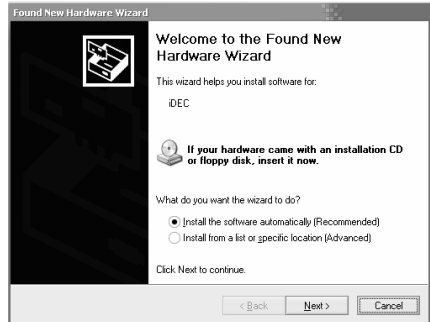 Found New Hardware Wizard
Welcome to the Found New
Hardware Wizard
This wizard helps you install software for:
iDEC
If your hardware came with an installation CD
or floppy disk, insert it now.
What do you want the wizard to do?
Install the software automatically (Recommended)
Install from a list or specific location (Advanced)
Click Next to continue.
< Back Next > Cancel